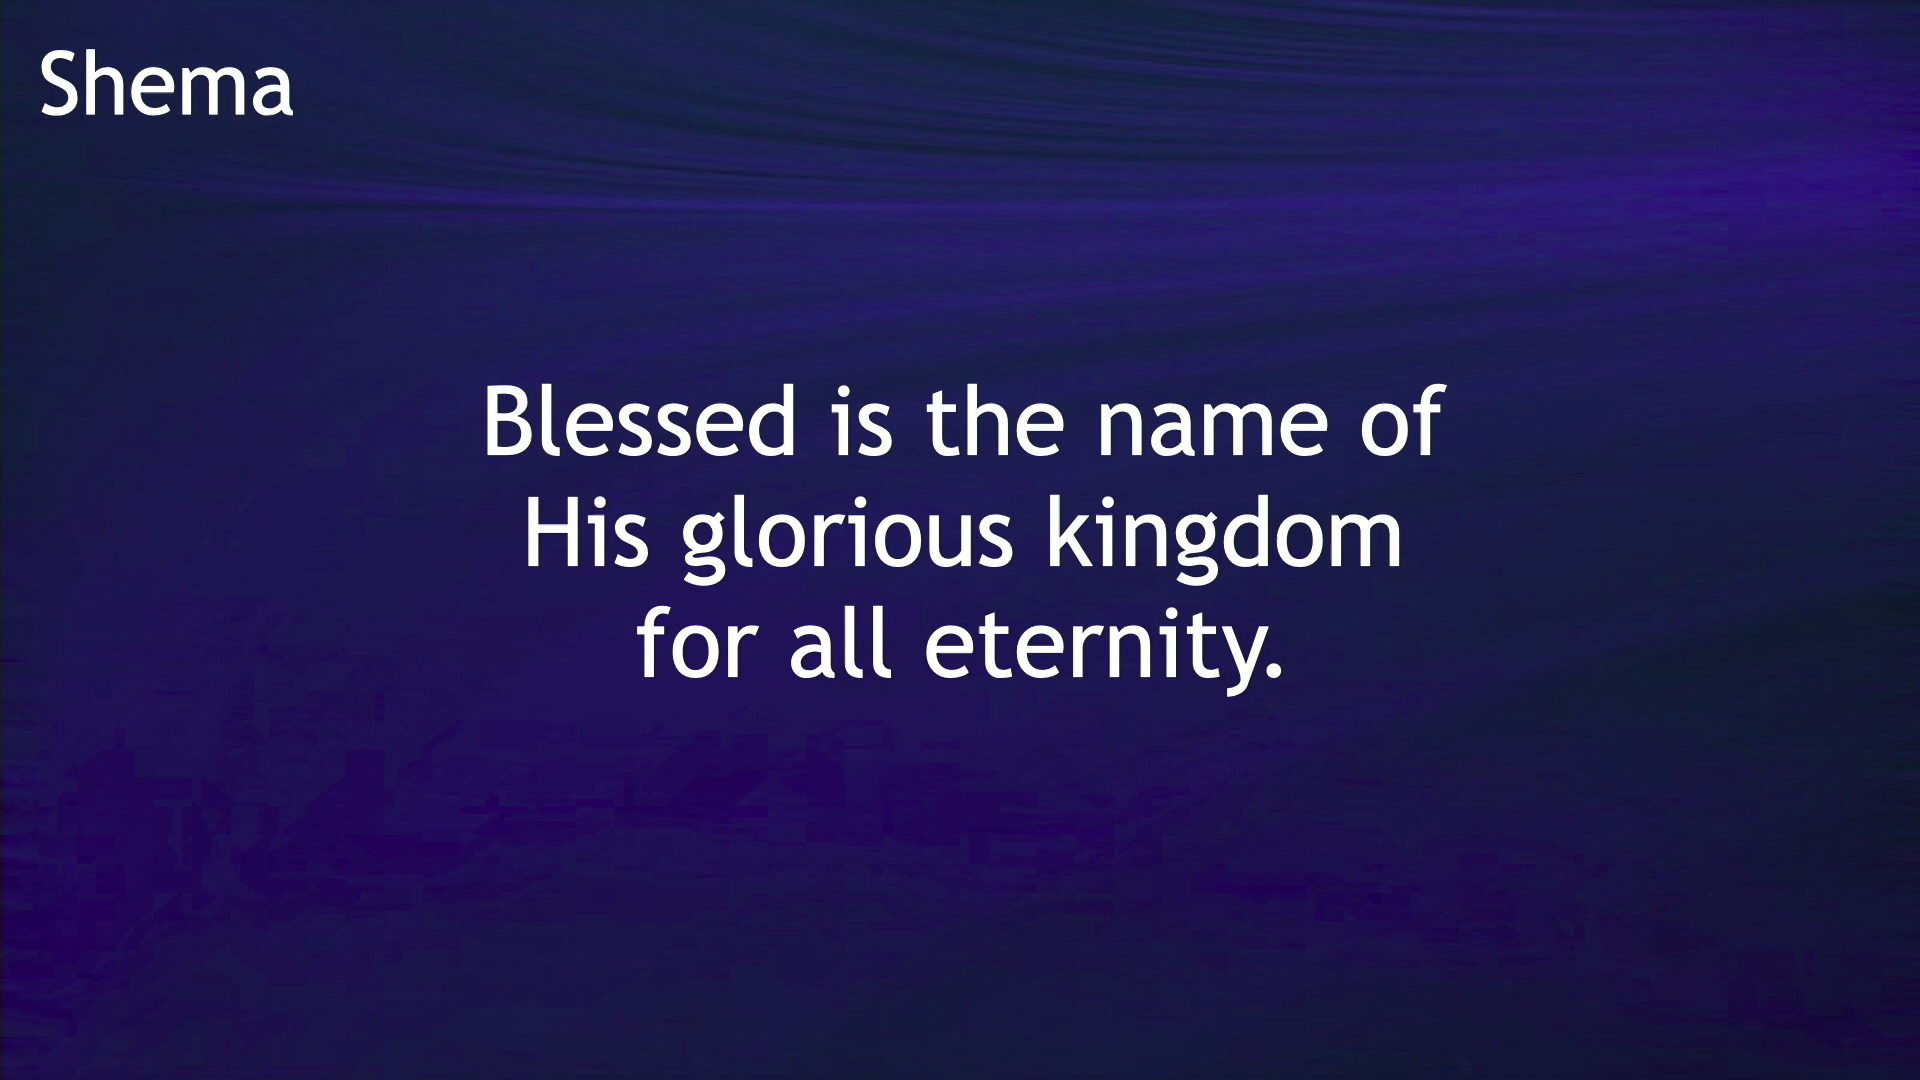 Shema
Blessed is the name of
His glorious kingdom
for all eternity.